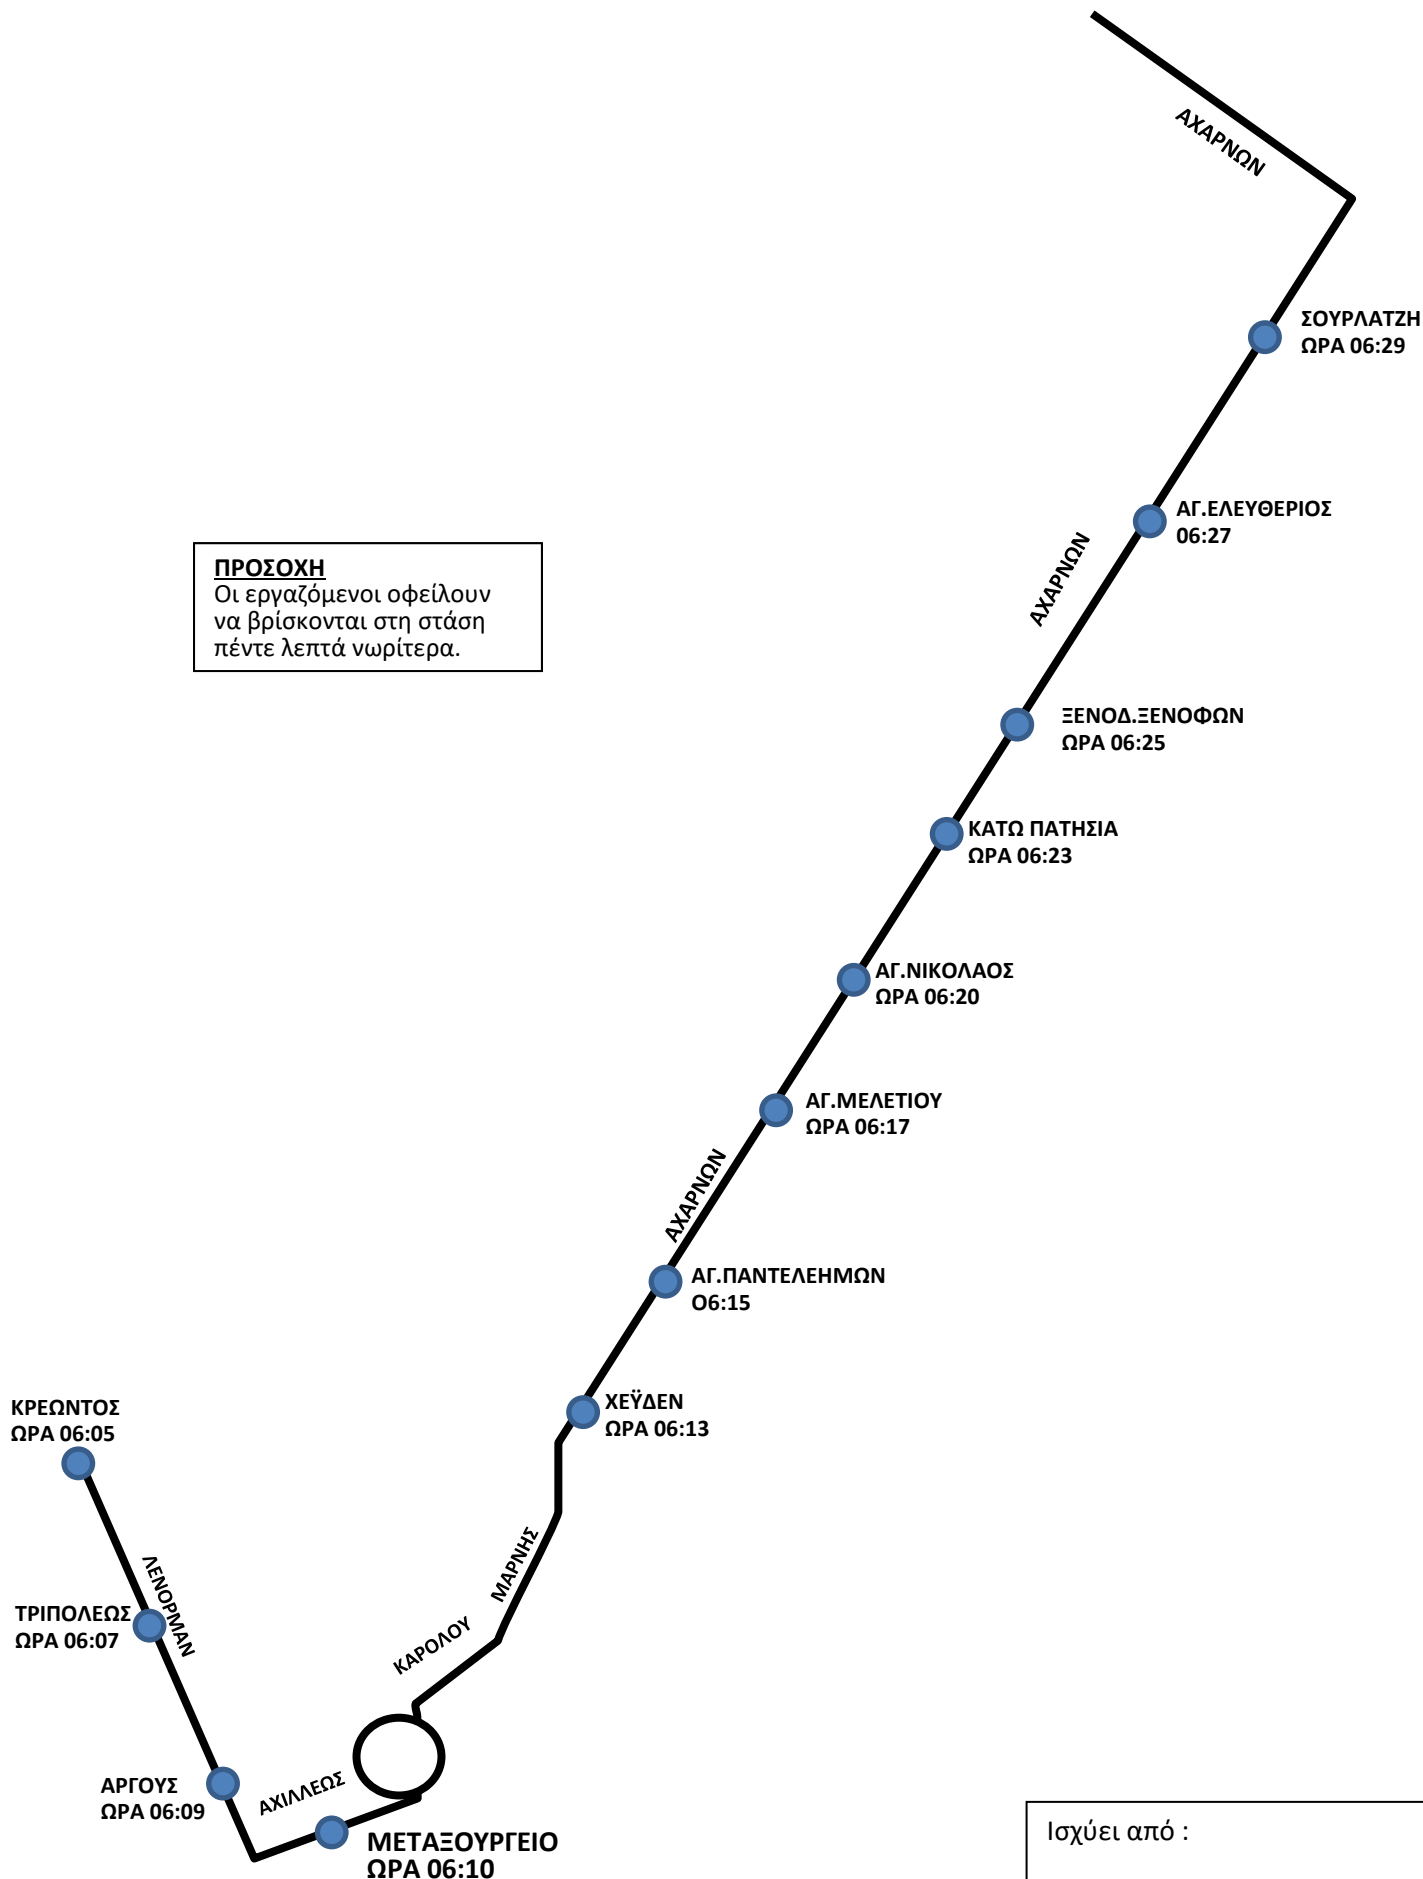 ΑΧΑΡΝΩΝ
ΣΟΥΡΛΑΤΖΗ
ΩΡΑ 06:29
ΑΓ.ΕΛΕΥΘΕΡΙΟΣ
06:27
ΑΧΑΡΝΩΝ
ΠΡΟΣΟΧΗ
Οι εργαζόμενοι οφείλουν
να βρίσκονται στη στάση
πέντε λεπτά νωρίτερα.
ΞΕΝΟΔ.ΞΕΝΟΦΩΝ
ΩΡΑ 06:25
ΚΑΤΩ ΠΑΤΗΣΙΑ
ΩΡΑ 06:23
ΑΓ.ΝΙΚΟΛΑΟΣ
ΩΡΑ 06:20
ΑΓ.ΜΕΛΕΤΙΟΥ
ΩΡΑ 06:17
ΑΧΑΡΝΩΝ
ΑΓ.ΠΑΝΤΕΛΕΗΜΩΝ
Ο6:15
ΧΕΫΔΕΝ
ΩΡΑ 06:13
ΚΡΕΩΝΤΟΣ
ΩΡΑ 06:05
ΜΑΡΝΗΣ
ΛΕΝΟΡΜΑΝ
ΤΡΙΠΟΛΕΩΣ
ΩΡΑ 06:07
ΚΑΡΟΛΟΥ
ΑΡΓΟΥΣ
ΩΡΑ 06:09
ΑΧΙΛΛΕΩΣ
ΜΕΤΑΞΟΥΡΓΕΙΟ
ΩΡΑ 06:10
Ισχύει από :